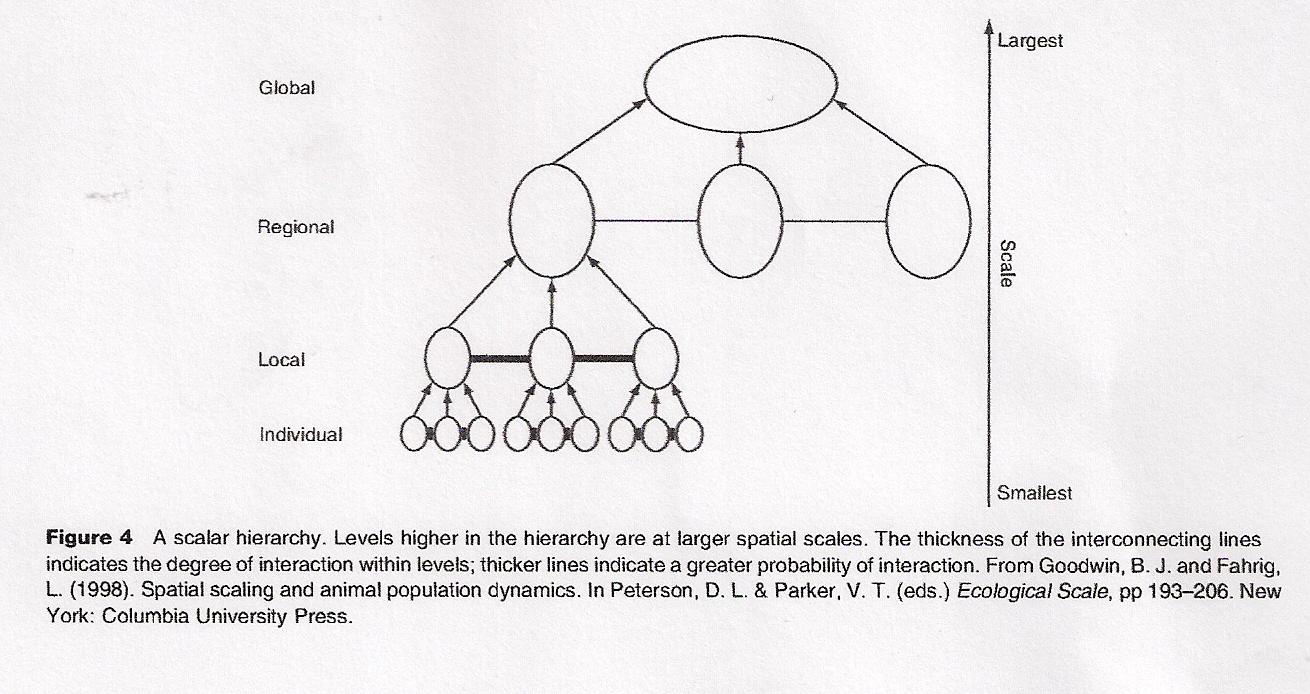 Largest
Global
Regional
Scale
Local
Individual
Smallest
Figure 4 A scalar hierarchy. Levels higher in the hierarchy are at larger spatial scales. The thickness of the interconnecting lines
indicates the degree of interaction within levels; thicker lines indicate a greater probability of interaction. From Goodwin, B. J. and Fahrig,
L. (1998). Spatial scaling and animal population dynamics. In Peterson, D. L. & Parker, V. T. (eds.) Ecological Scale, pp 193–206. New
York: Columbia University Press.